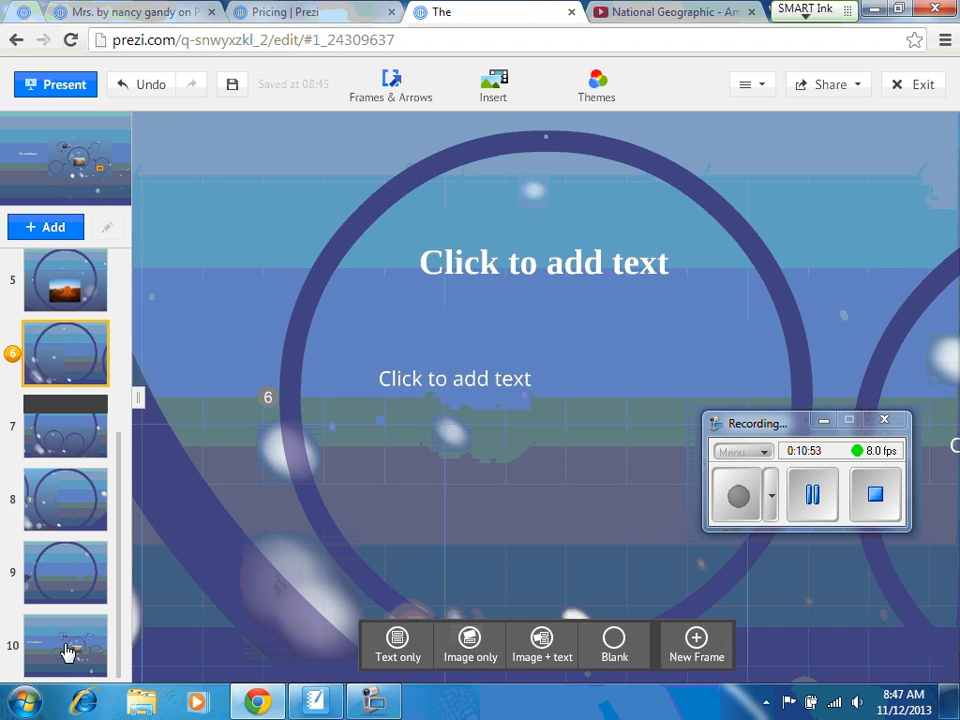 Mrs. by nancy gandy on P
Pricing | Prezi
The
National Geographic - Am
SMART Ink
prezi.com/q-snwyxzkl_2/edit/#1_24309637
Present
Undo
Saved at 08:45
Frames & Arrows
Insert
Themes
Share
Exit
+ Add
5
6
7
8
9
10
Click to add text
Click to add text
6
Recording...
Menu
0:10:53
8.0 fps
Text only
Image only
Image + text
Blank
New Frame
8:47 AM
11/12/2013